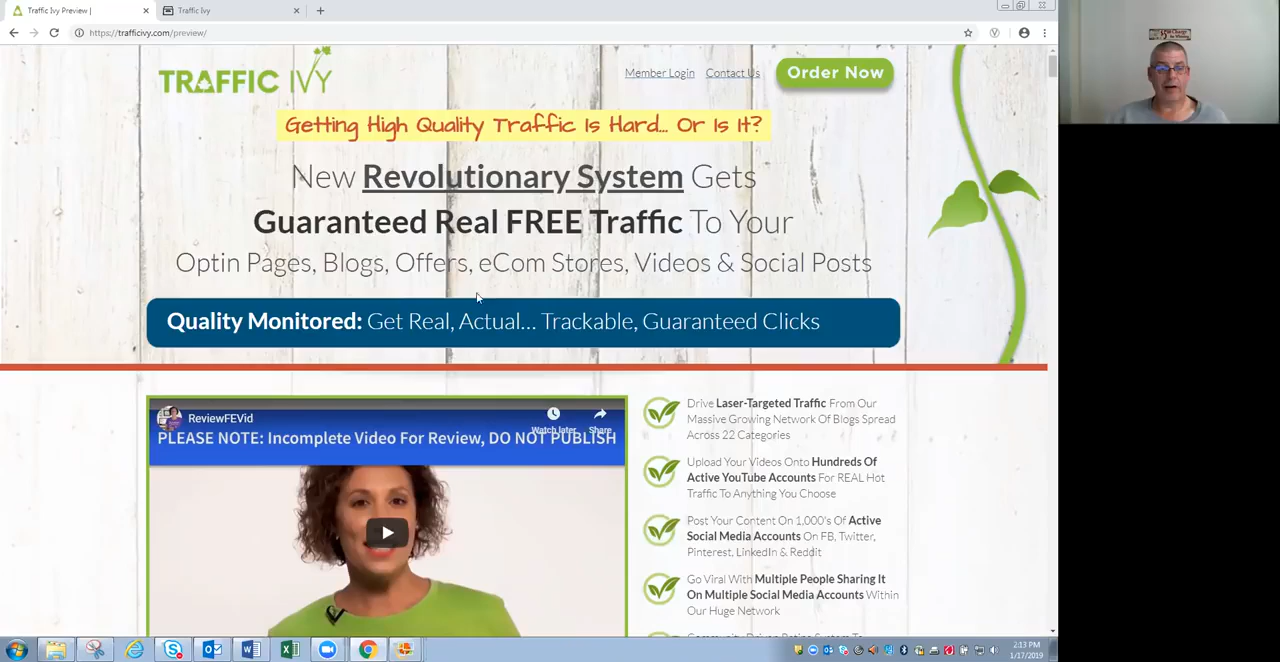 Traffic Ivy Preview |
Traffic Ivy
https://trafficivy.com/preview/
TRAFFIC IVY
Member Login
Contact Us
Order Now
Getting High Quality Traffic Is Hard... Or Is It?
New Revolutionary System Gets
Guaranteed Real FREE Traffic To Your
Optin Pages, Blogs, Offers, eCom Stores, Videos & Social Posts
Quality Monitored: Get Real, Actual... Trackable, Guaranteed Clicks
ReviewFEVid
Watch later
Share
PLEASE NOTE: Incomplete Video For Review, DO NOT PUBLISH
Drive Laser-Targeted Traffic From Our
Massive Growing Network Of Blogs Spread
Across 22 Categories
Upload Your Videos Onto Hundreds Of
Active YouTube Accounts For REAL Hot
Traffic To Anything You Choose
Post Your Content On 1,000's Of Active
Social Media Accounts On FB, Twitter,
Pinterest, LinkedIn & Reddit
Go Viral With Multiple People Sharing It
On Multiple Social Media Accounts Within
Our Huge Network
2:13 PM
1/17/2019